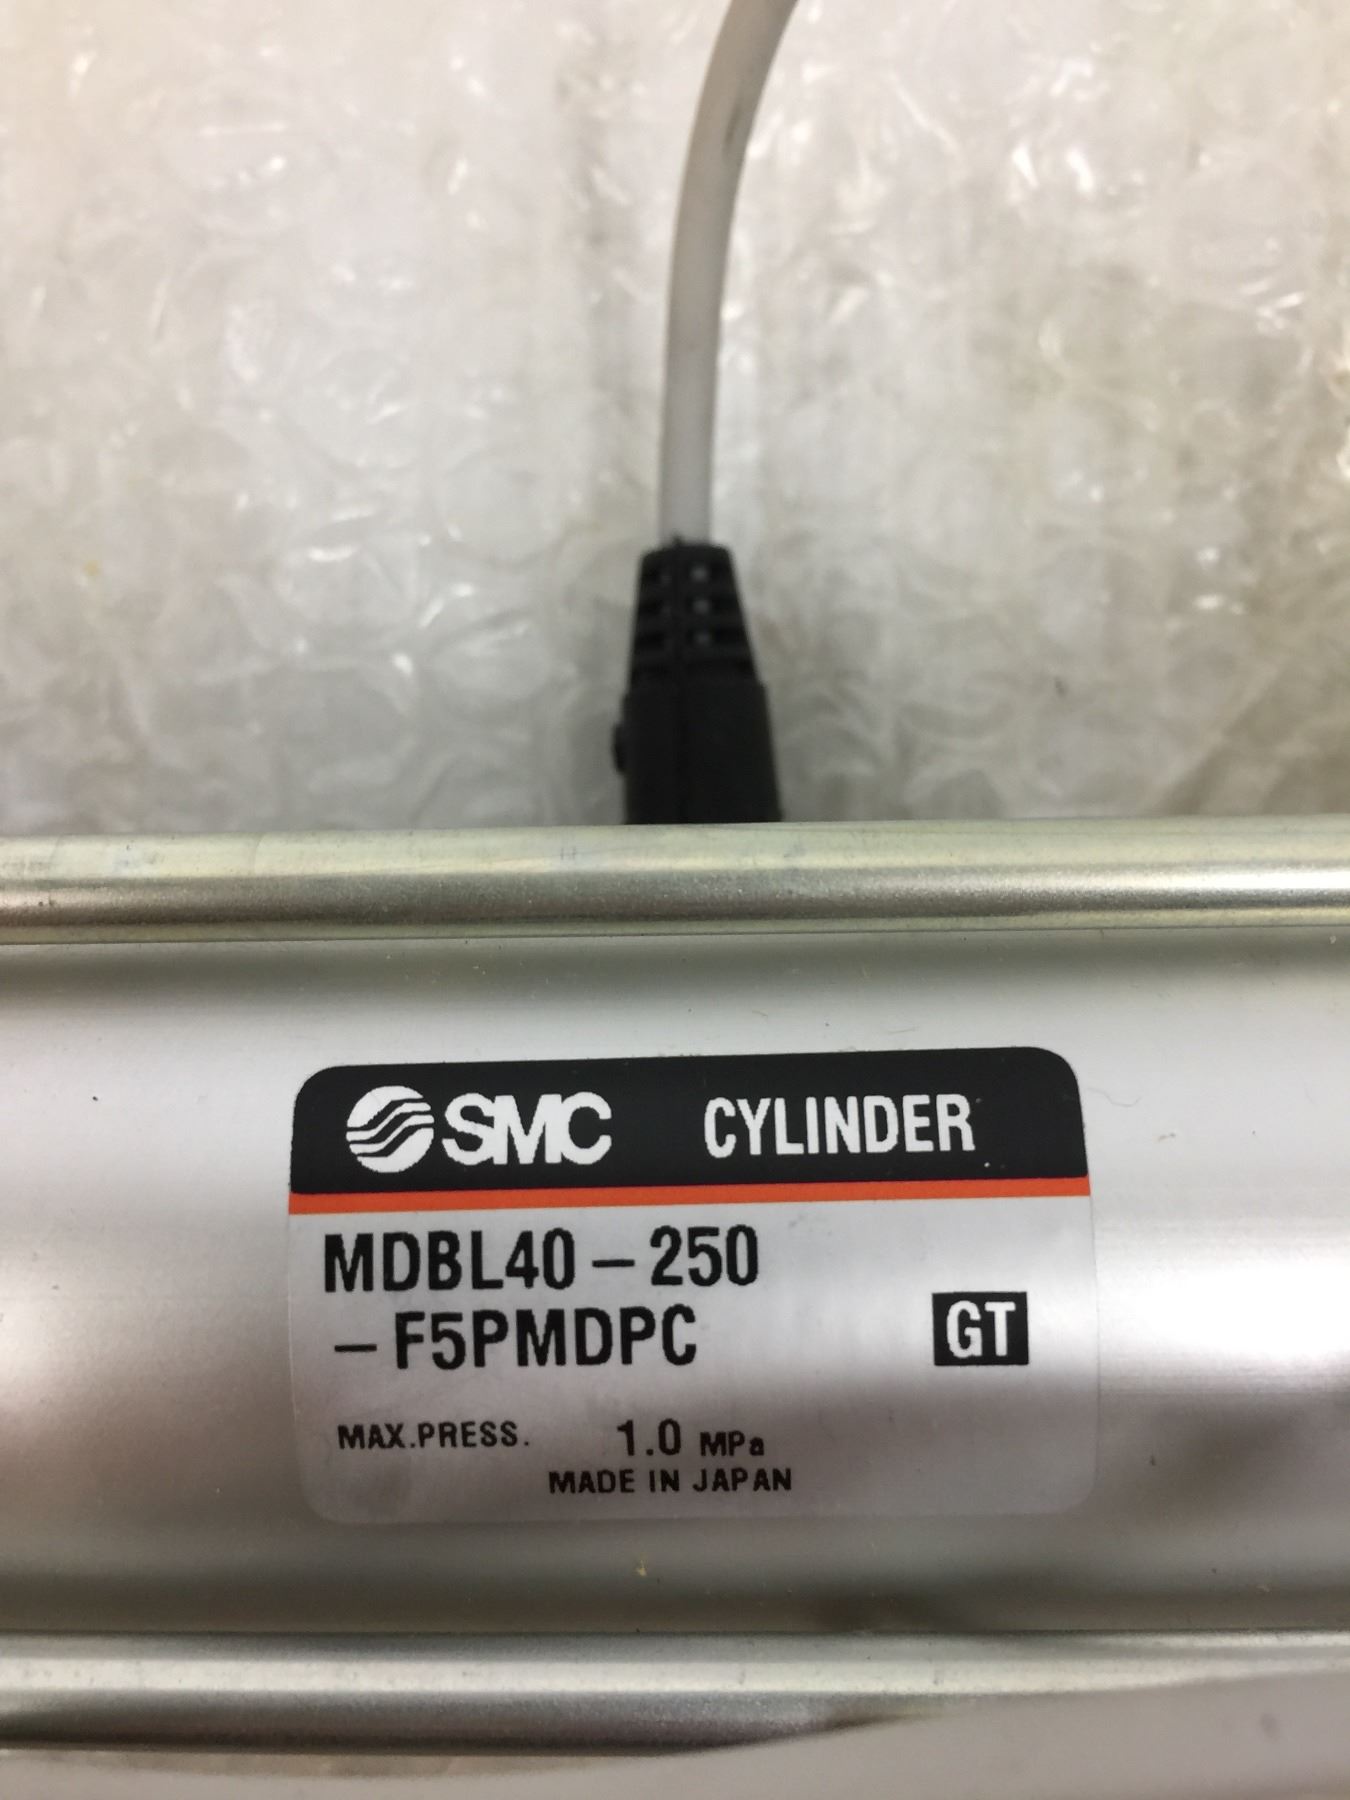 SMC CYLINDER
MDBL40-250
-F5PMDPC
GT
MAX.PRESS. 1.0 MPa
MADE IN JAPAN